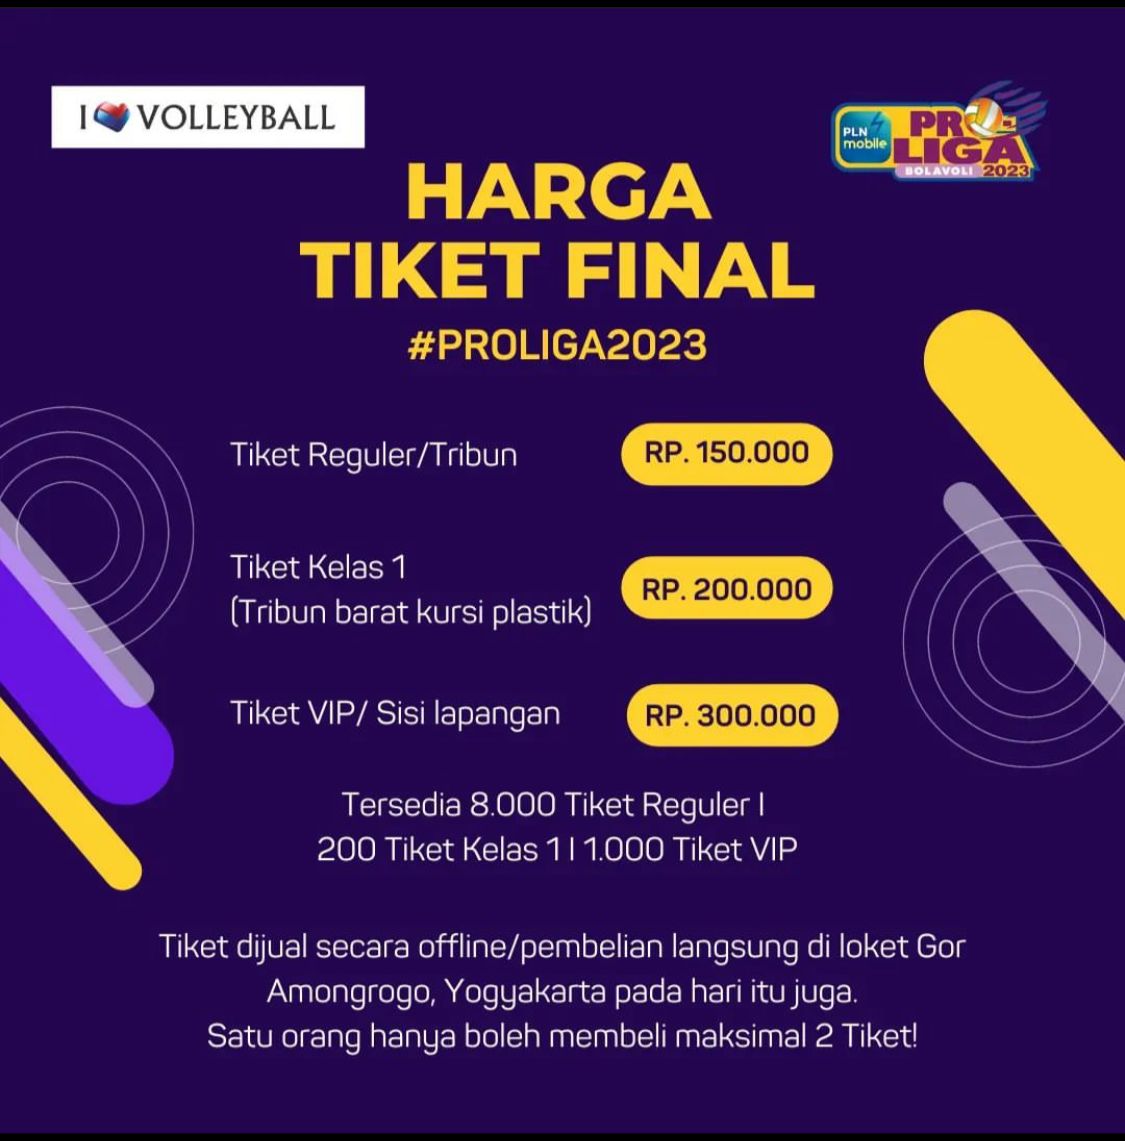 I VOLLEYBALL
PLN
mobile
PRO-
LIGA
BOLAVOLI 2023
HARGA
TIKET FINAL
#PROLIGA2023
Tiket Reguler/Tribun RP. 150.000
Tiket Kelas 1
(Tribun barat kursi plastik) RP. 200.000
Tiket VIP/ Sisi lapangan RP. 300.000
Tersedia 8.000 Tiket Reguler I
200 Tiket Kelas 1 I 1.000 Tiket VIP
Tiket dijual secara offline/pembelian langsung di loket Gor
Amongrogo, Yogyakarta pada hari itu juga.
Satu orang hanya boleh membeli maksimal 2 Tiket!